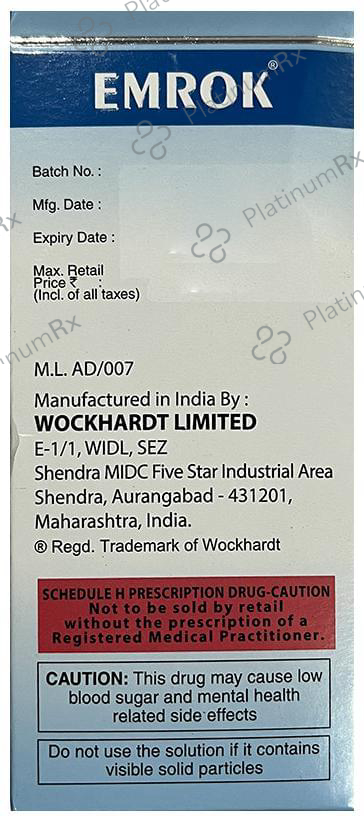 EMROK®
Batch No. :
Mfg. Date :
Expiry Date :
Max. Retail
Price ₹ :
(Incl. of all taxes)
M.L. AD/007
Manufactured in India By :
WOCKHARDT LIMITED
E-1/1, WIDL, SEZ
Shendra MIDC Five Star Industrial Area
Shendra, Aurangabad - 431201,
Maharashtra, India.
® Regd. Trademark of Wockhardt
SCHEDULE H PRESCRIPTION DRUG-CAUTION
Not to be sold by retail
without the prescription of a
Registered Medical Practitioner.
CAUTION: This drug may cause low
blood sugar and mental health
related side effects
Do not use the solution if it contains
visible solid particles
PlatinumRx
PlatinumRx
PlatinumRx